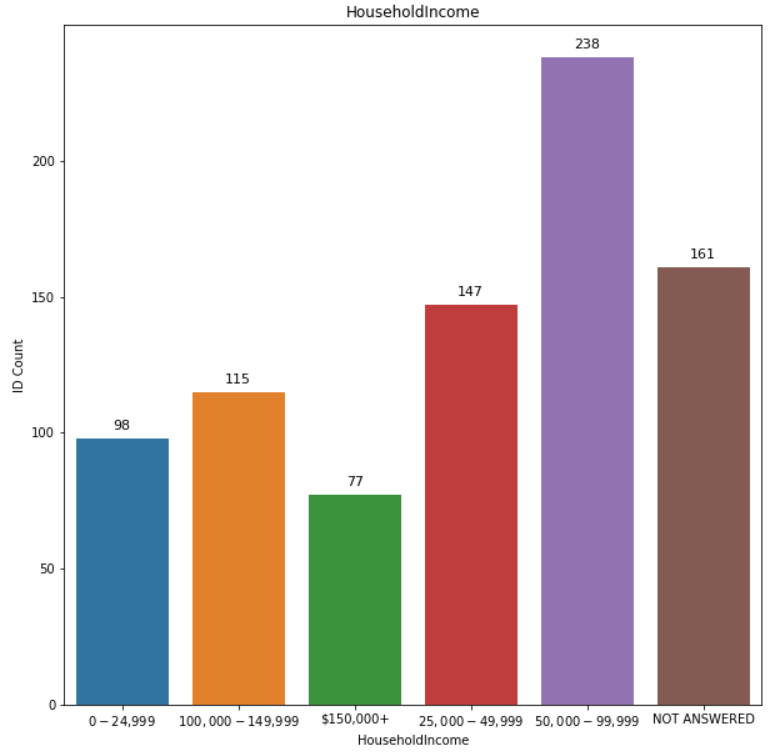 HouseholdIncome
238
200
161
150
147
ID Count
115
100
98
77
50
0
0 - 24,999
100,000 - 149,999
$150,000+
25,000 - 49,999
50,000 - 99,999
NOT ANSWERED
HouseholdIncome